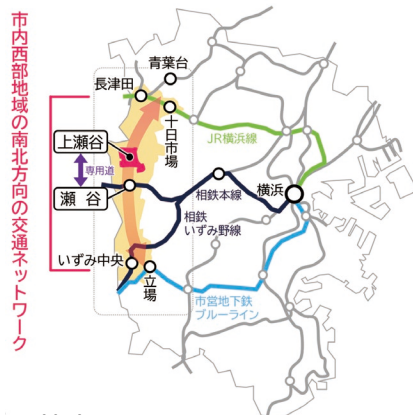 市内西部地域の南北方向の交通ネットワーク
青葉台
長津田
十日市場
JR横浜線
上瀬谷
専用道
瀬谷
相鉄本線
横浜
相鉄
いずみ野線
いずみ中央
立場
市営地下鉄
ブルーライン